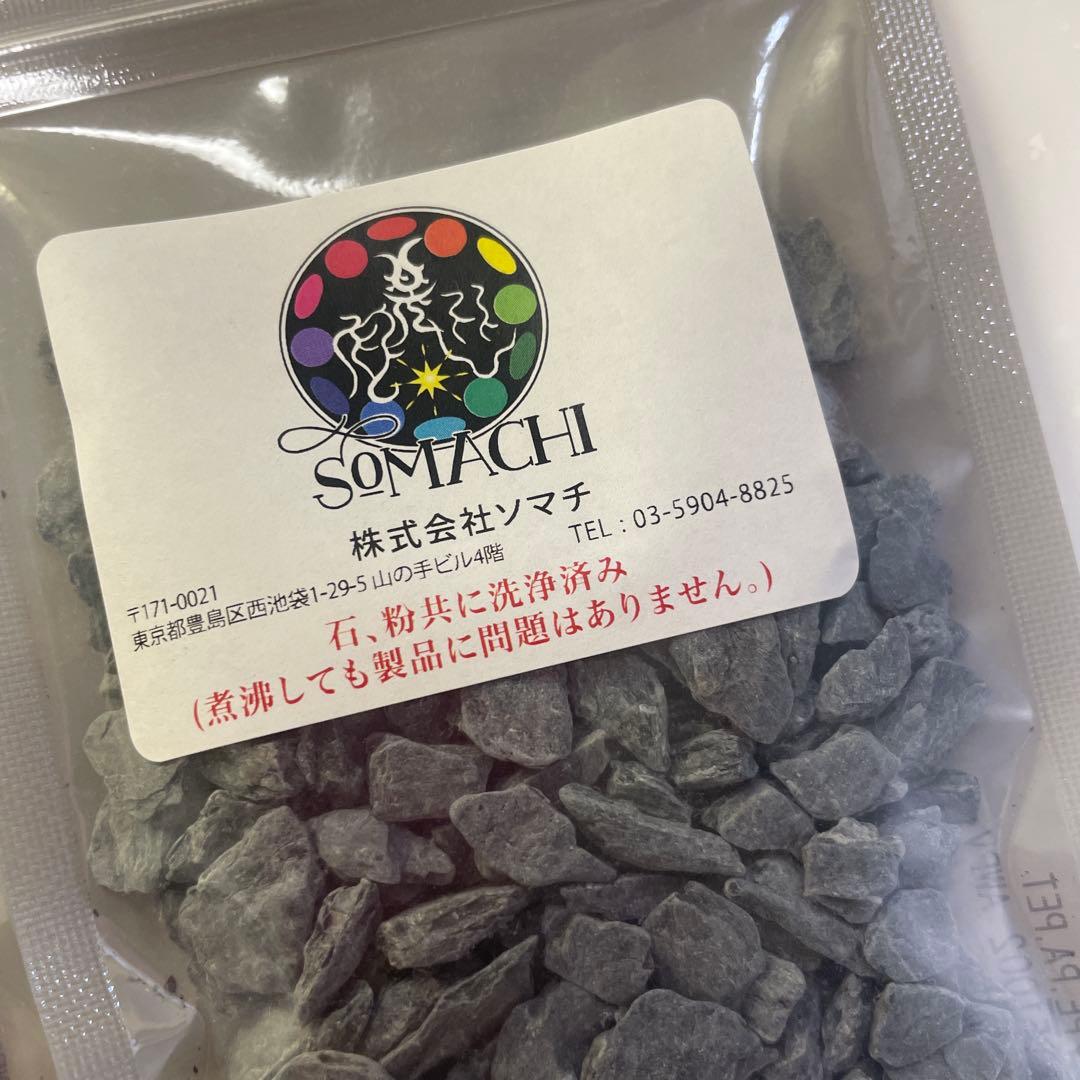 SOMACHI
株式会社ソマチ
〒171-0021
東京都豊島区西池袋1-29-5 山の手ビル4階
TEL : 03-5904-8825
石、粉共に洗浄済み
(煮沸しても製品に問題はありません。)